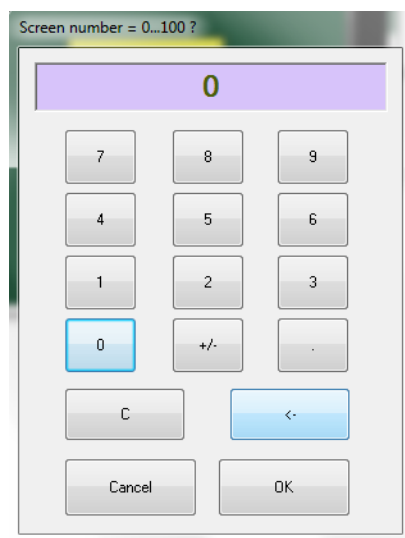 Screen number = 0...100 ?
0
7 8 9
4 5 6
1 2 3
0 +/- .
C <-
Cancel OK